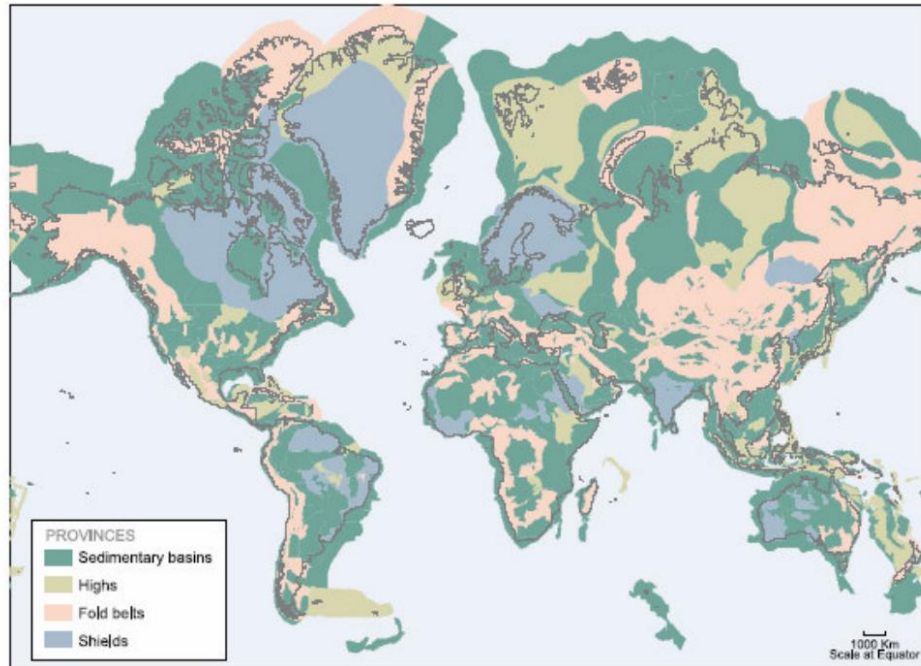 PROVINCES
Sedimentary basins
Highs
Fold belts
Shields
1000 Km
Scale at Equator